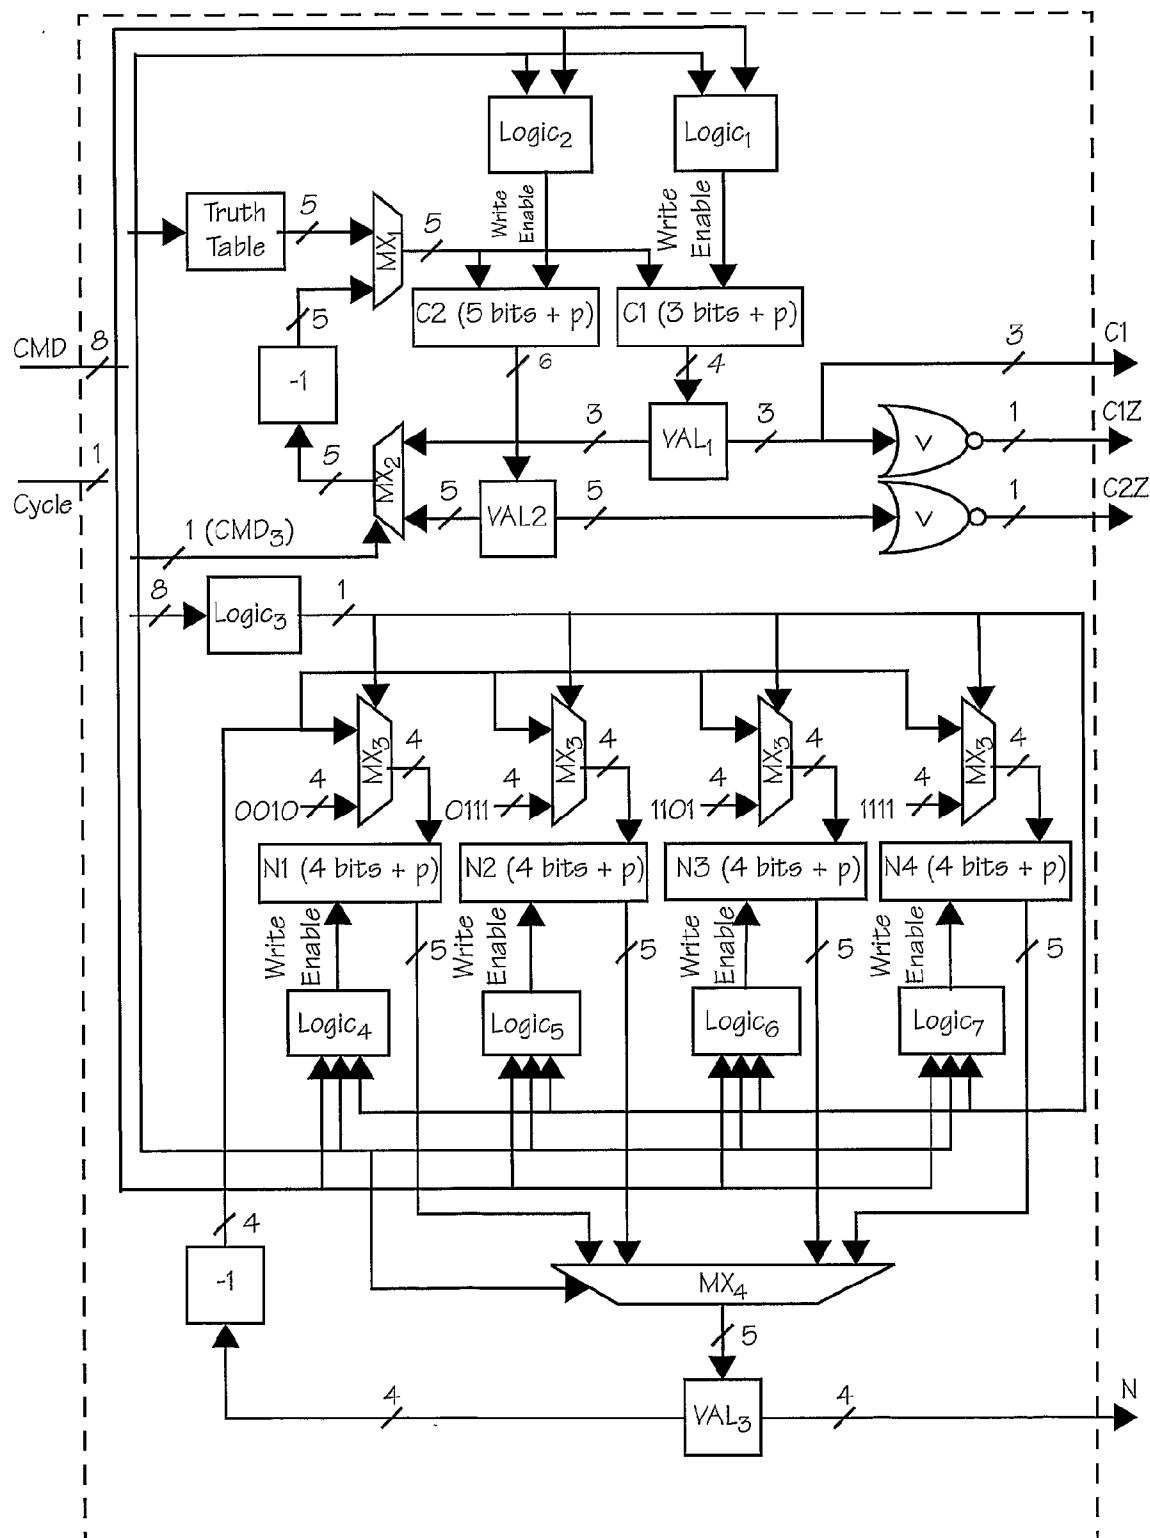 Logic2
Logic1
Write Enable
Write Enable
Truth Table
5
MX1
5
C2 (5 bits + p)
C1 (3 bits + p)
5
CMD
8
-1
6
4
3
C1
VAL1
3
3
V
1
C1Z
MX2
5
1
Cycle
5
VAL2
5
V
1
C2Z
1 (CMD3)
8
Logic3
1
MX3
4
MX3
4
MX3
4
MX3
4
0010
4
0111
4
1101
4
1111
4
N1 (4 bits + p)
N2 (4 bits + p)
N3 (4 bits + p)
N4 (4 bits + p)
Write Enable
5
Write Enable
5
Write Enable
5
Write Enable
5
Logic4
Logic5
Logic6
Logic7
4
-1
MX4
5
4
VAL3
4
N